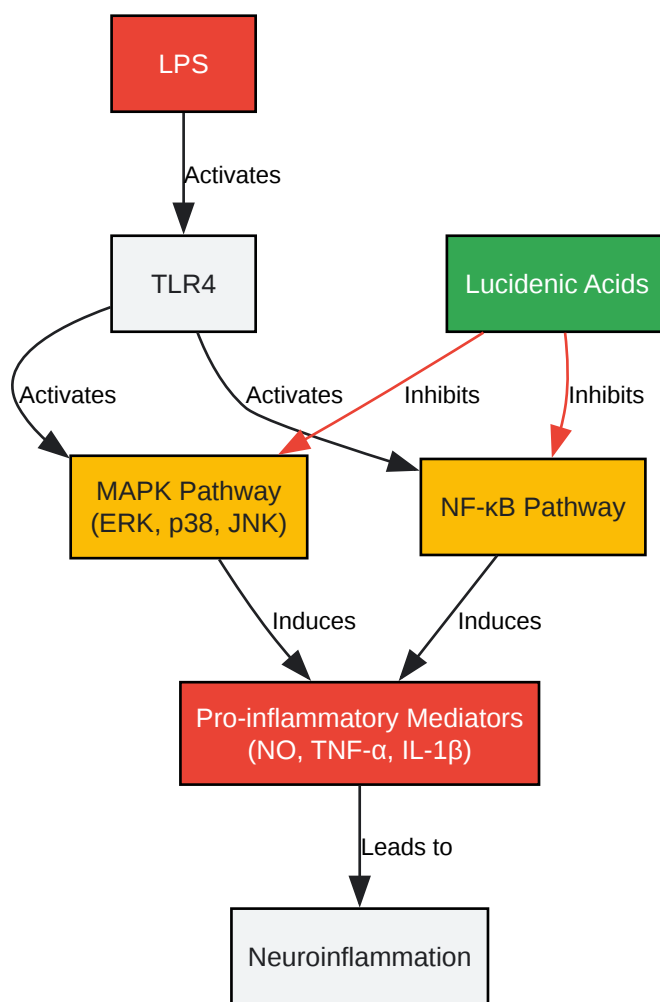 LPS
Activates
TLR4
Lucidenic Acids
Activates
Activates
Inhibits
Inhibits
MAPK Pathway
(ERK, p38, JNK)
NF-κB Pathway
Induces
Induces
Pro-inflammatory Mediators
(NO, TNF-α, IL-1β)
Leads to
Neuroinflammation